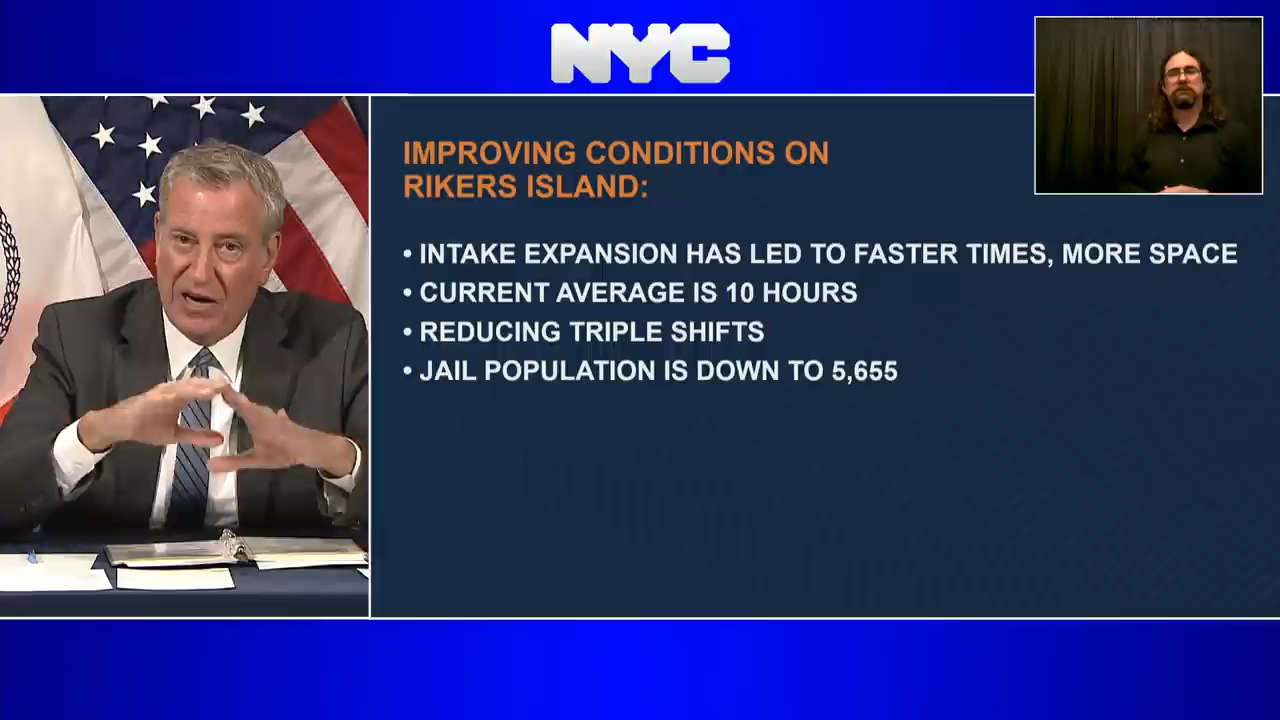 NYC
IMPROVING CONDITIONS ON
RIKERS ISLAND:
• INTAKE EXPANSION HAS LED TO FASTER TIMES, MORE SPACE
• CURRENT AVERAGE IS 10 HOURS
• REDUCING TRIPLE SHIFTS
• JAIL POPULATION IS DOWN TO 5,655